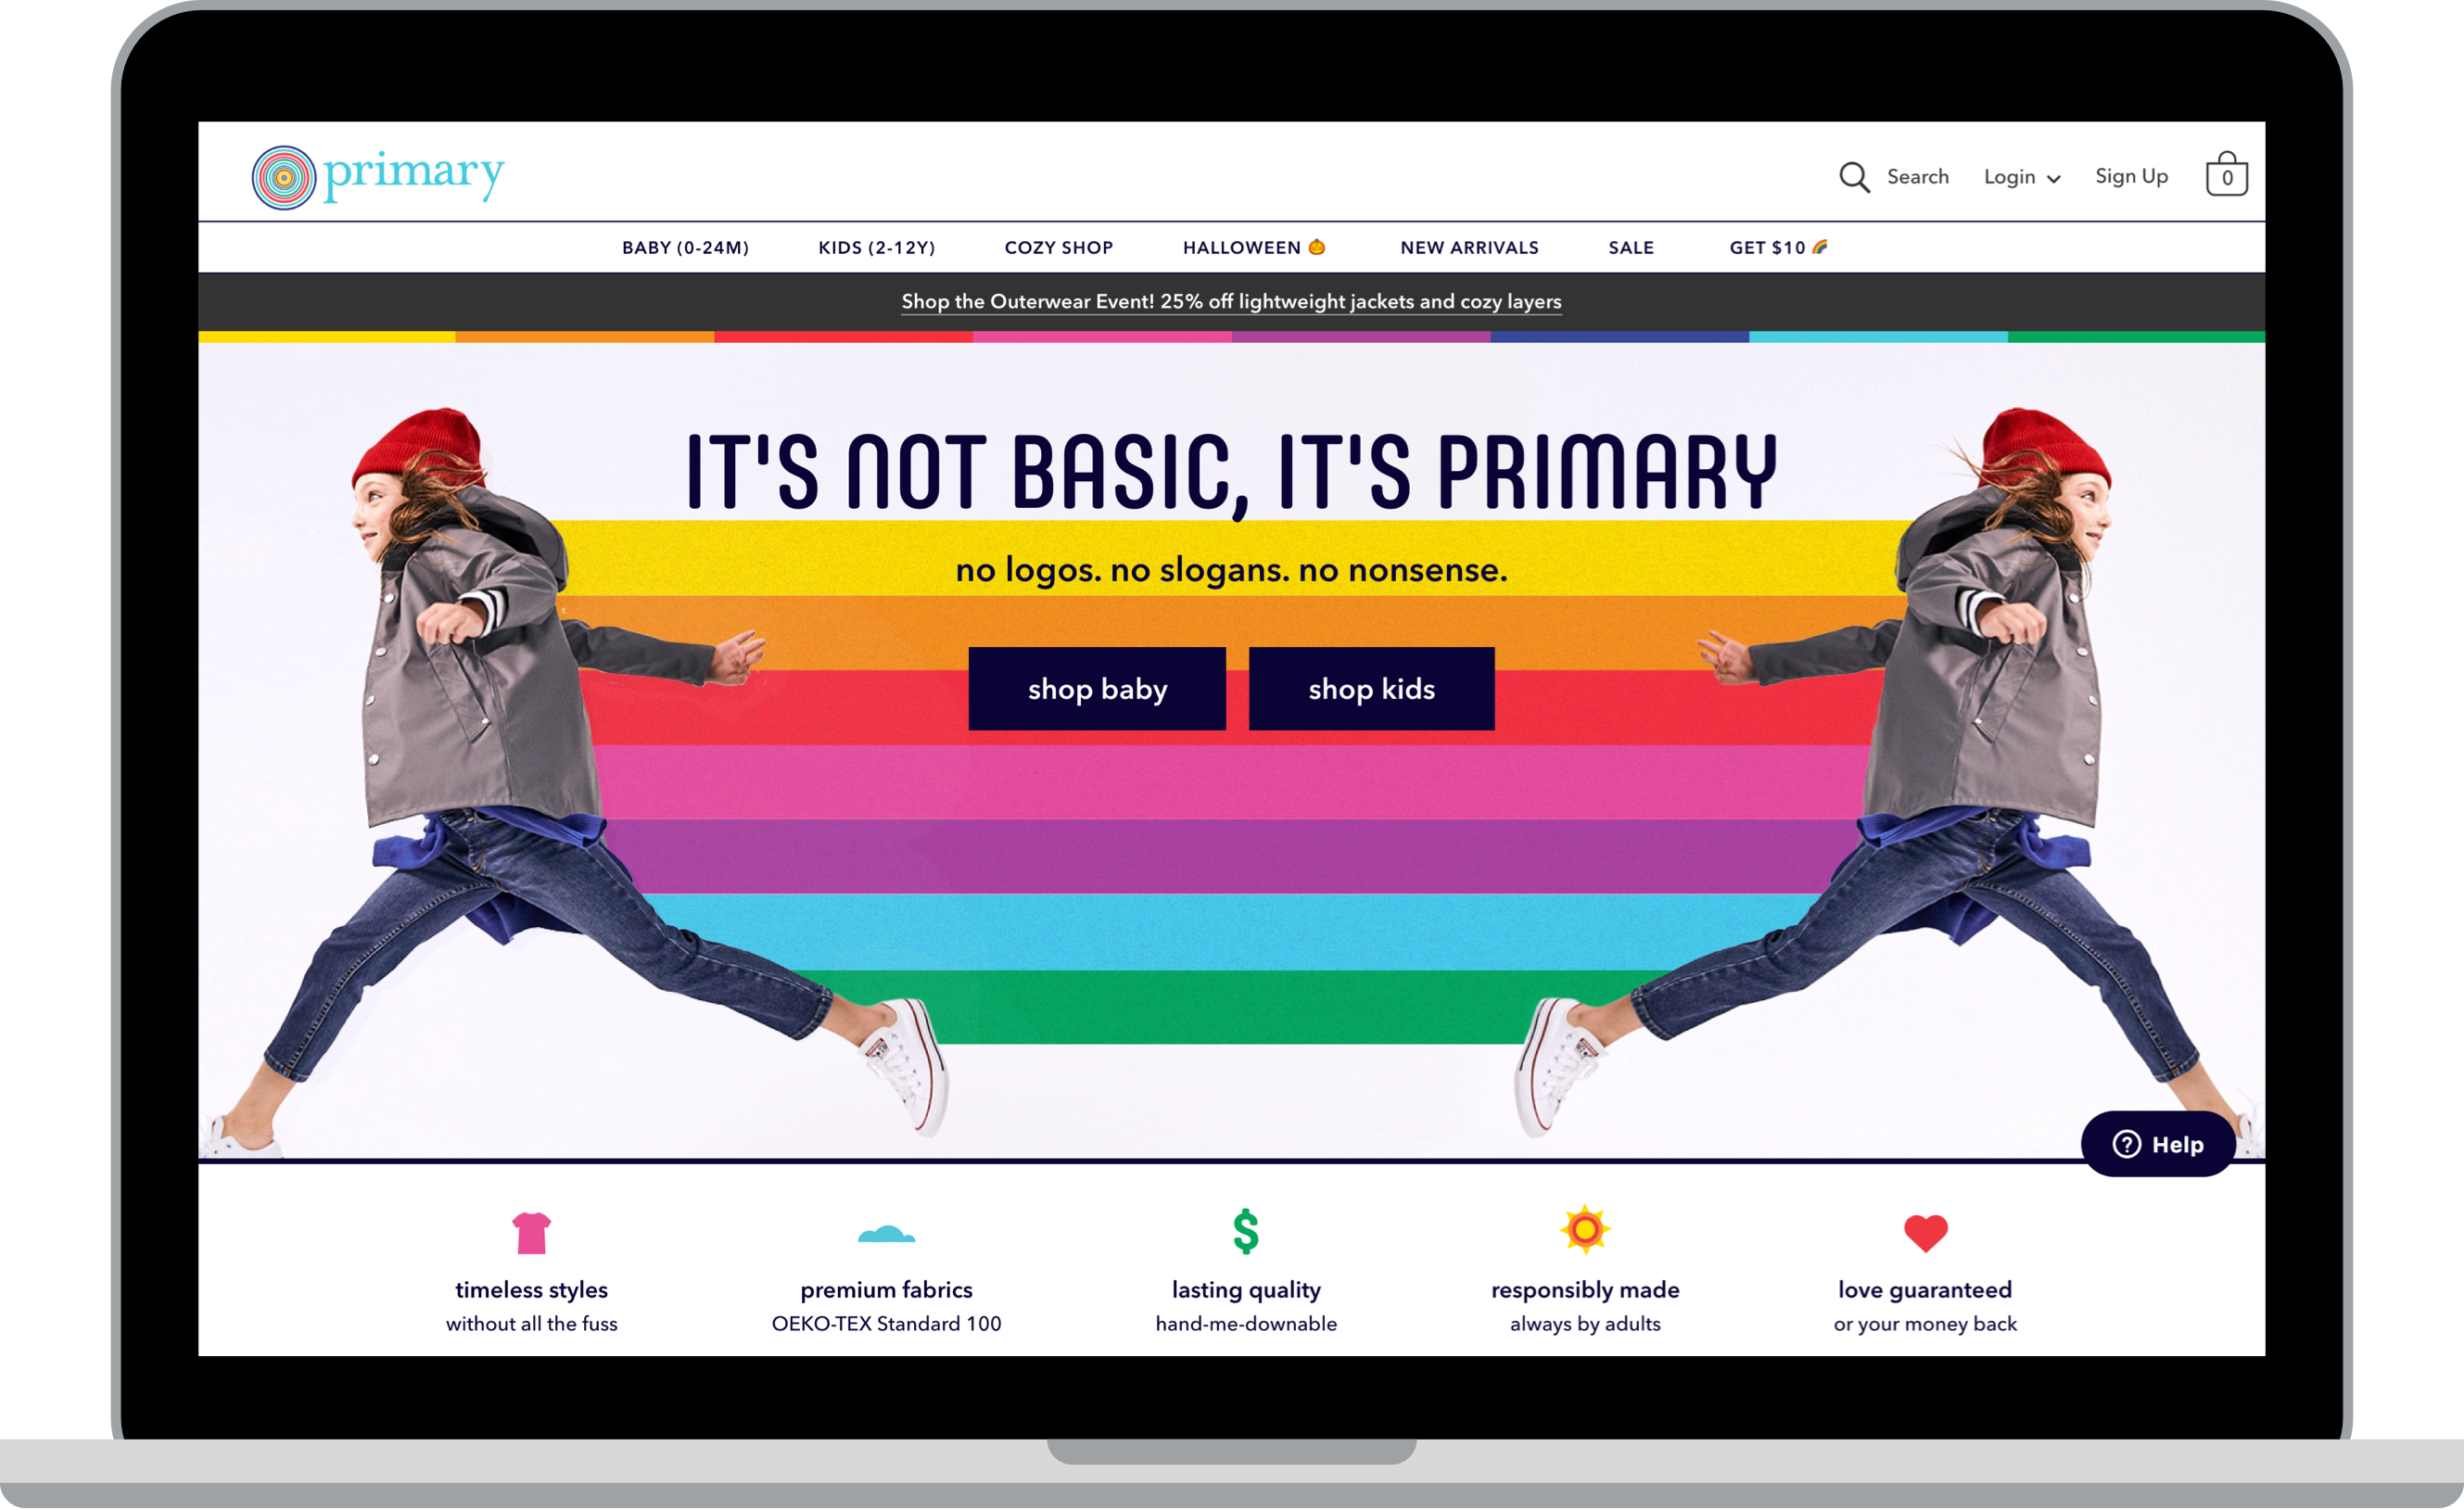 primary
Search
Login
Sign Up
0
BABY (0-24M)
KIDS (2-12Y)
COZY SHOP
HALLOWEEN 🎃
NEW ARRIVALS
SALE
GET $10 🌈
Shop the Outerwear Event! 25% off lightweight jackets and cozy layers
IT'S NOT BASIC, IT'S PRIMARY
no logos. no slogans. no nonsense.
shop baby
shop kids
? Help
$
timeless styles
without all the fuss
premium fabrics
OEKO-TEX Standard 100
lasting quality
hand-me-downable
responsibly made
always by adults
love guaranteed
or your money back